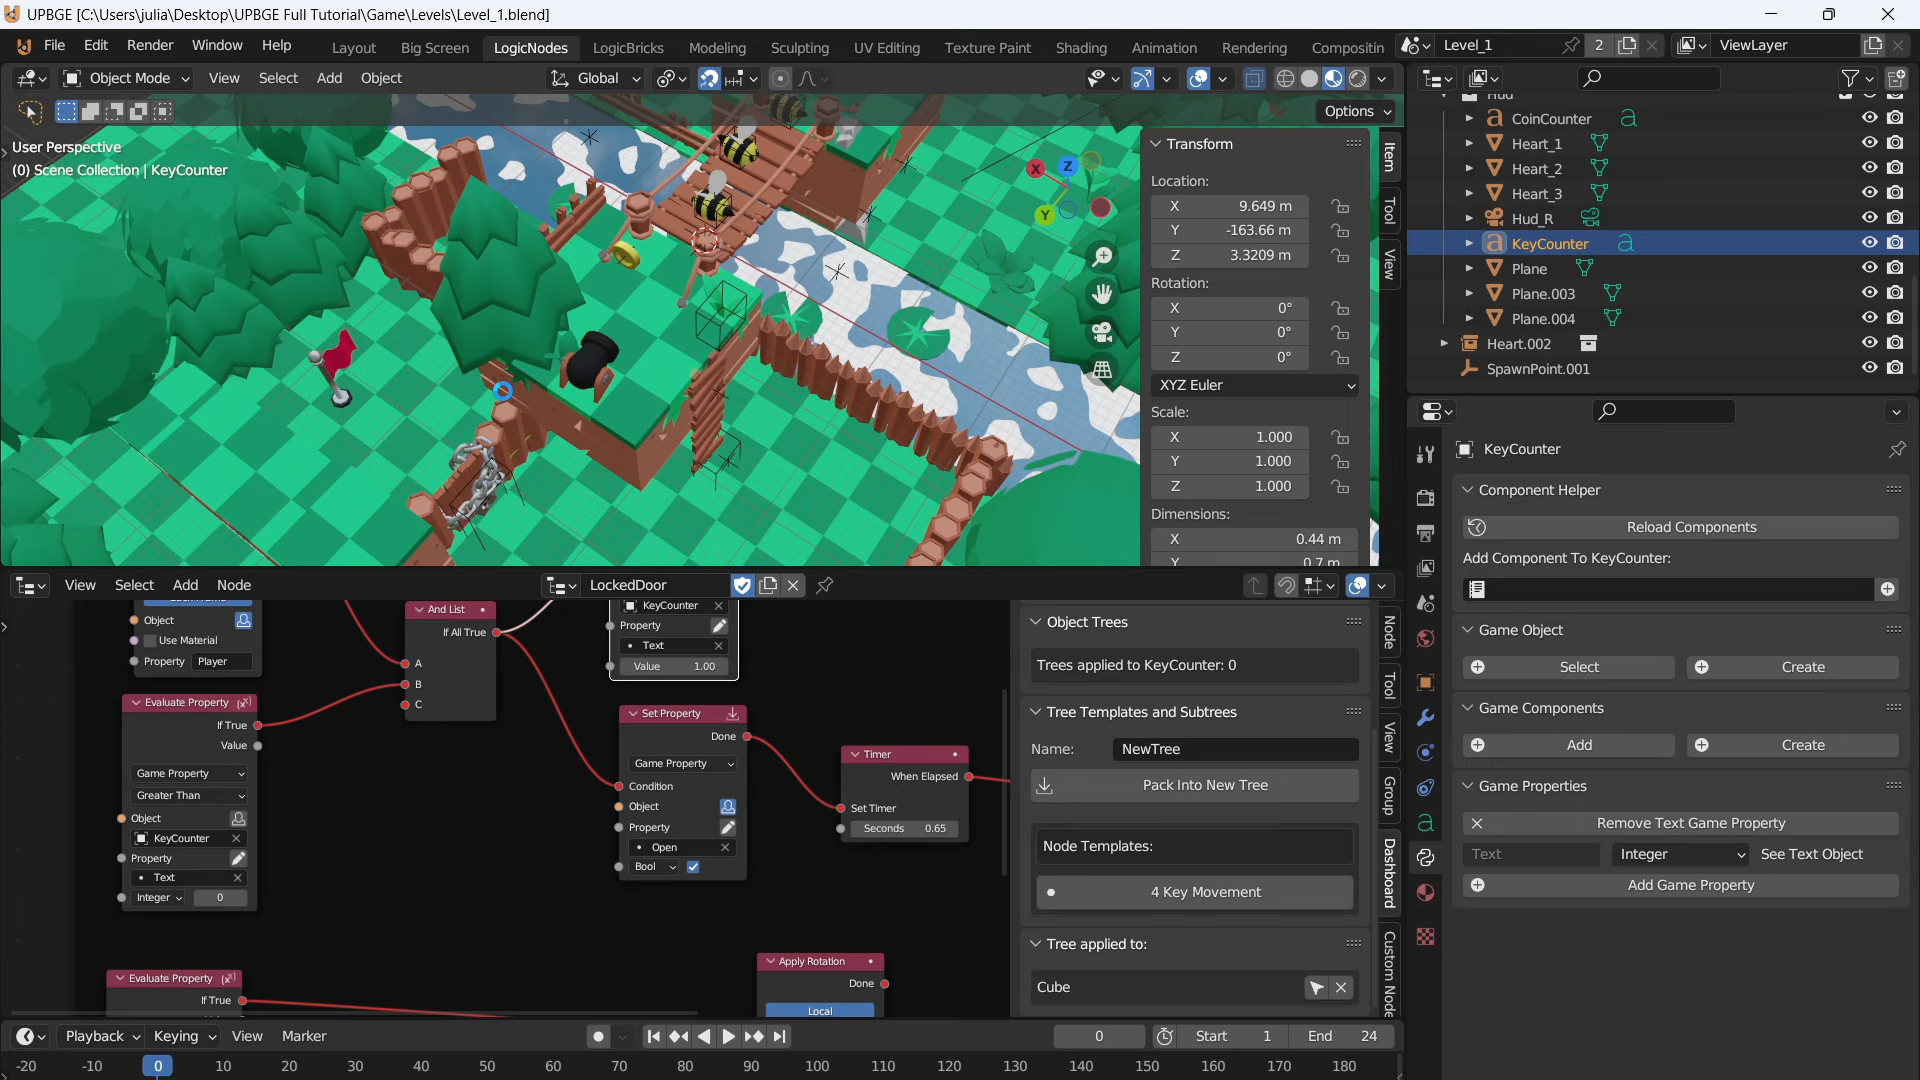 UPBGE [C:\Users\julia\Desktop\UPBGE Full Tutorial\Game\Levels\Level_1.blend]
File Edit Render Window Help Layout Big Screen LogicNodes LogicBricks Modeling Sculpting UV Editing Texture Paint Shading Animation Rendering Compositin Level_1 2 ViewLayer
Object Mode View Select Add Object Global
Options
User Perspective
(0) Scene Collection | KeyCounter
X
Z
Y
Transform
Location:
X 9.649 m
Y -163.66 m
Z 3.3209 m
Rotation:
X 0°
Y 0°
Z 0°
XYZ Euler
Scale:
X 1.000
Y 1.000
Z 1.000
Dimensions:
X 0.44 m
Y 0.7 m
Item
Tool
View
Hud
CoinCounter
Heart_1
Heart_2
Heart_3
Hud_R
KeyCounter
Plane
Plane.003
Plane.004
Heart.002
SpawnPoint.001
KeyCounter
Component Helper
Reload Components
Add Component To KeyCounter:
Game Object
Select Create
Game Components
Add Create
Game Properties
Remove Text Game Property
Text Integer See Text Object
Add Game Property
View Select Add Node LockedDoor
Object
Use Material
Property Player
Evaluate Property
If True
Value
Game Property
Greater Than
Object
KeyCounter
Property
Text
Integer 0
Evaluate Property
If True
And List
If All True
A
B
C
KeyCounter
Property
Text
Value 1.00
Set Property
Done
Game Property
Condition
Object
Property
Open
Bool
Timer
When Elapsed
Set Timer
Seconds 0.65
Apply Rotation
Done
Local
Object Trees
Trees applied to KeyCounter: 0
Tree Templates and Subtrees
Name: NewTree
Pack Into New Tree
Node Templates:
4 Key Movement
Tree applied to:
Cube
Node
Tool
View
Group
Dashboard
Custom Node
Playback Keying View Marker 0 Start 1 End 24
-20 -10 0 10 20 30 40 50 60 70 80 90 100 110 120 130 140 150 160 170 180